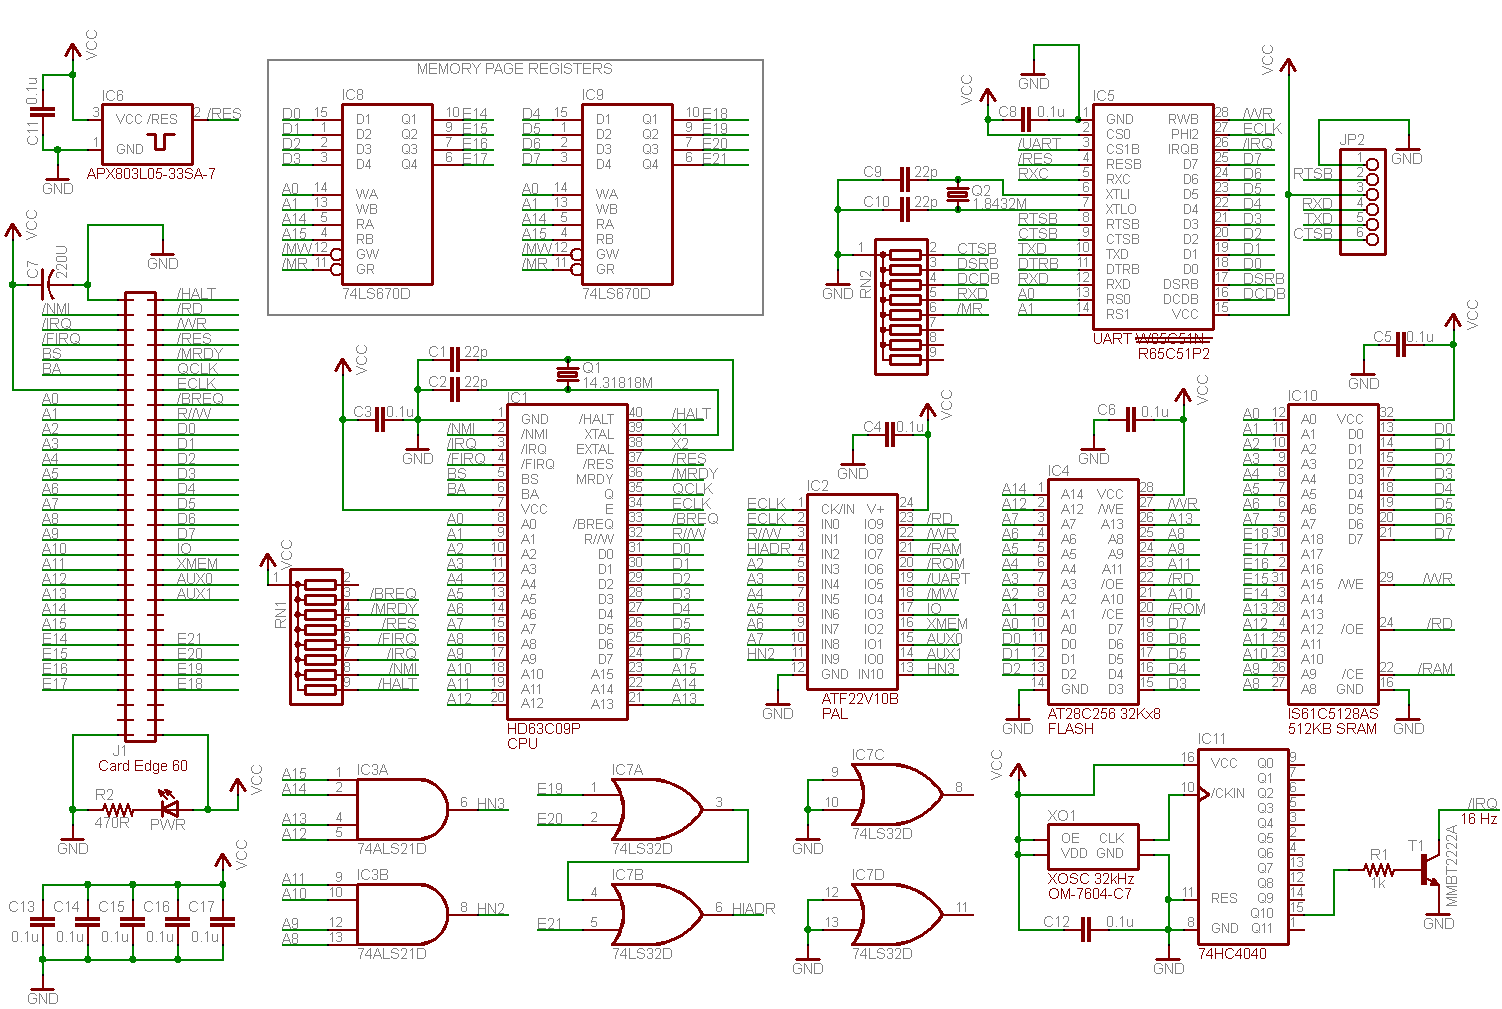 VCC
C11 0.1u
IC6
3 VCC /RES 2 /RES
1 GND
APX803L05-33SA-7
GND
MEMORY PAGE REGISTERS
IC8
D0 15 D1 Q1 10 E14
D1 1 D2 Q2 9 E15
D2 2 D3 Q3 7 E16
D3 3 D4 Q4 6 E17
A0 14 WA
A1 13 WB
A14 5 RA
A15 4 RB
/MW 12 GW
/MR 11 GR
74LS670D
IC9
D4 15 D1 Q1 10 E18
D5 1 D2 Q2 9 E19
D6 2 D3 Q3 7 E20
D7 3 D4 Q4 6 E21
A0 14 WA
A1 13 WB
A14 5 RA
A15 4 RB
/MW 12 GW
/MR 11 GR
74LS670D
GND
VCC
C8 0.1u
IC5
1 GND RWB 28 /WR
2 CS0 PHI2 27 ECLK
/UART 3 CS1B IRQB 26 /IRQ
/RES 4 RESB D7 25 D7
RXC 5 RXC D6 24 D6
6 XTLI D5 23 D5
7 XTLO D4 22 D4
RTSB 8 RTSB D3 21 D3
CTSB 9 CTSB D2 20 D2
TXD 10 TXD D1 19 D1
DTRB 11 DTRB D0 18 D0
RXD 12 RXD DSRB 17 DSRB
A0 13 RS0 DCDB 16 DCDB
A1 14 RS1 VCC 15
UART W65C51N
R65C51P2
VCC
JP2
GND
1
RTSB 2
3
RXD 4
TXD 5
CTSB 6
C9 22p
C10 22p
Q2
1.8432M
GND
RN2
1
2 CTSB
3 DSRB
4 DCDB
5 RXD
6 /MR
7
8
9
VCC
C7 220U
GND
/HALT
/NMI /RD
/IRQ /WR
/FIRQ /RES
BS /MRDY
BA QCLK
ECLK
A0 /BREQ
A1 R//W
A2 D0
A3 D1
A4 D2
A5 D3
A6 D4
A7 D5
A8 D6
A9 D7
A10 IO
A11 XMEM
A12 AUX0
A13 AUX1
A14
A15
E14 E21
E15 E20
E16 E19
E17 E18
J1
Card Edge 60
R2
470R
PWR
VCC
GND
VCC
C13 C14 C15 C16 C17
0.1u 0.1u 0.1u 0.1u 0.1u
GND
VCC
RN1
1
2
3 /BREQ
4 /MRDY
5 /RES
6 /FIRQ
7 /IRQ
8 /NMI
9 /HALT
VCC
C1 22p
C2 22p
Q1
14.31818M
C3 0.1u
GND
IC1
1 GND /HALT 40 /HALT
/NMI 2 /NMI XTAL 39 X1
/IRQ 3 /IRQ EXTAL 38 X2
/FIRQ 4 /FIRQ /RES 37 /RES
BS 5 BS MRDY 36 /MRDY
BA 6 BA Q 35 QCLK
7 VCC E 34 ECLK
A0 8 A0 /BREQ 33 /BREQ
A1 9 A1 R//W 32 R//W
A2 10 A2 D0 31 D0
A3 11 A3 D1 30 D1
A4 12 A4 D2 29 D2
A5 13 A5 D3 28 D3
A6 14 A6 D4 27 D4
A7 15 A7 D5 26 D5
A8 16 A8 D6 25 D6
A9 17 A9 D7 24 D7
A10 18 A10 A15 23 A15
A11 19 A11 A14 22 A14
A12 20 A12 A13 21 A13
HD63C09P
CPU
VCC
C4 0.1u
GND
IC2
ECLK 1 CK/IN V+ 24
ECLK 2 IN0 IO9 23 /RD
R//W 3 IN1 IO8 22 /WR
HIADR 4 IN2 IO7 21 /RAM
A2 5 IN3 IO6 20 /ROM
A3 6 IN4 IO5 19 /UART
A4 7 IN5 IO4 18 /MW
A5 8 IN6 IO3 17 IO
A6 9 IN7 IO2 16 XMEM
A7 10 IN8 IO1 15 AUX0
HN2 11 IN9 IO0 14 AUX1
12 GND IN10 13 HN3
GND
ATF22V10B
PAL
VCC
C6 0.1u
GND
IC4
A14 1 A14 VCC 28
A12 2 A12 /WE 27 /WR
A7 3 A7 A13 26 A13
A6 4 A6 A8 25 A8
A5 5 A5 A9 24 A9
A4 6 A4 A11 23 A11
A3 7 A3 /OE 22 /RD
A2 8 A2 A10 21 A10
A1 9 A1 /CE 20 /ROM
A0 10 A0 D7 19 D7
D0 11 D0 D6 18 D6
D1 12 D1 D5 17 D5
D2 13 D2 D4 16 D4
14 GND D3 15 D3
GND
AT28C256 32Kx8
FLASH
VCC
C5 0.1u
GND
IC10
A0 12 A0 VCC 32
A1 11 A1 D0 13 D0
A2 10 A2 D1 14 D1
A3 9 A3 D2 15 D2
A4 8 A4 D3 17 D3
A5 7 A5 D4 18 D4
A6 6 A6 D5 19 D5
A7 5 A7 D6 20 D6
E18 30 A18 D7 21 D7
E17 1 A17
E16 2 A16
E15 31 A15 /WE 29 /WR
E14 3 A14
A13 28 A13
A12 4 A12 /OE 24 /RD
A11 25 A11
A10 23 A10
A9 26 A9 /CE 22 /RAM
A8 27 A8 GND 16
GND
IS61C5128AS
512KB SRAM
IC3A
A15 1
A14 2
A13 4
A12 5
6 HN3
74ALS21D
IC3B
A11 9
A10 10
A9 12
A8 13
8 HN2
74ALS21D
IC7A
E19 1
E20 2
3
74LS32D
IC7B
4
E21 5
6 HIADR
74LS32D
IC7C
9
10
8
GND
74LS32D
IC7D
12
13
11
GND
74LS32D
VCC
XO1
OE CLK
VDD GND
XOSC 32kHz
OM-7604-C7
C12 0.1u
GND
IC11
16 VCC Q0 9
Q1 7
10 /CKIN Q2 6
Q3 5
Q4 3
Q5 2
Q6 4
Q7 13
Q8 12
11 RES Q9 14
Q10 15
8 GND Q11 1
74HC4040
R1
1k
T1
MMBT2222A
/IRQ
16 Hz
GND